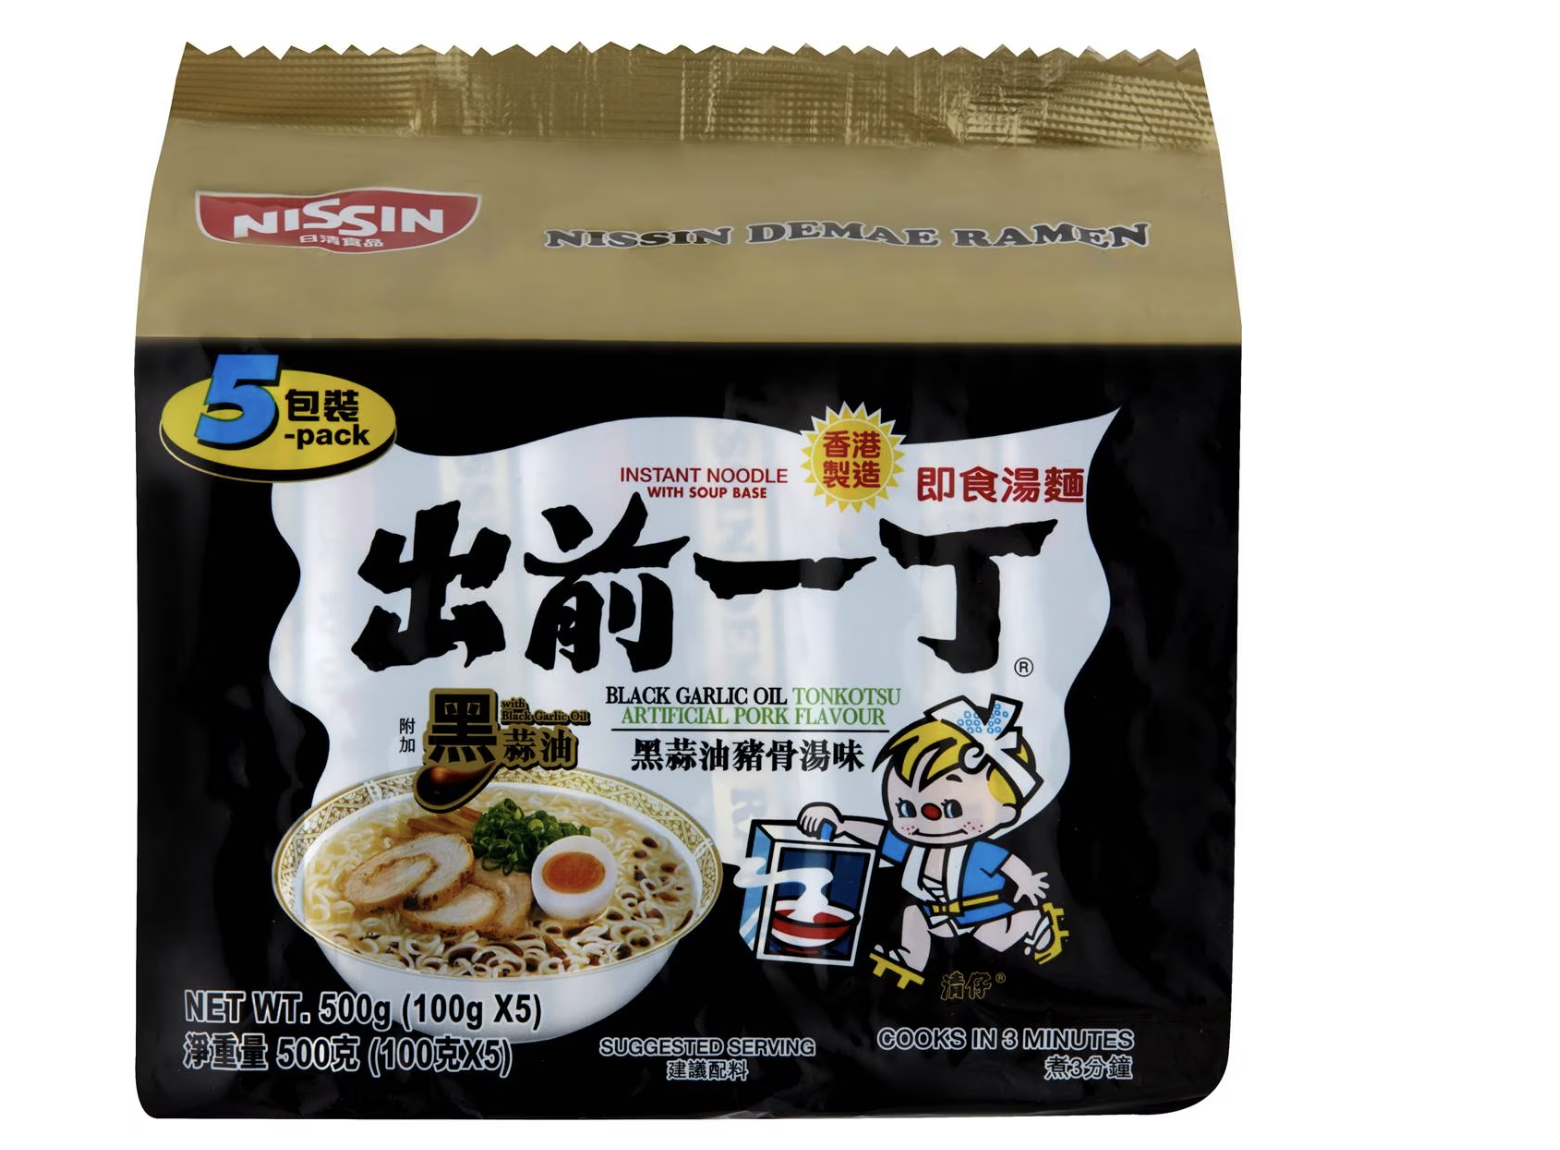 NISSIN
日清食品
NISSIN DEMAE RAMEN
5包裝
-pack
INSTANT NOODLE
WITH SOUP BASE
香港
製造
即食湯麵
出前一丁®
附加
黑蒜油
with
Black Garlic Oil
BLACK GARLIC OIL TONKOTSU
ARTIFICIAL PORK FLAVOUR
黑蒜油豬骨湯味
清仔®
NET WT. 500g (100g X5)
淨重量 500克 (100克X5)
SUGGESTED SERVING
建議配料
COOKS IN 3 MINUTES
煮3分鐘